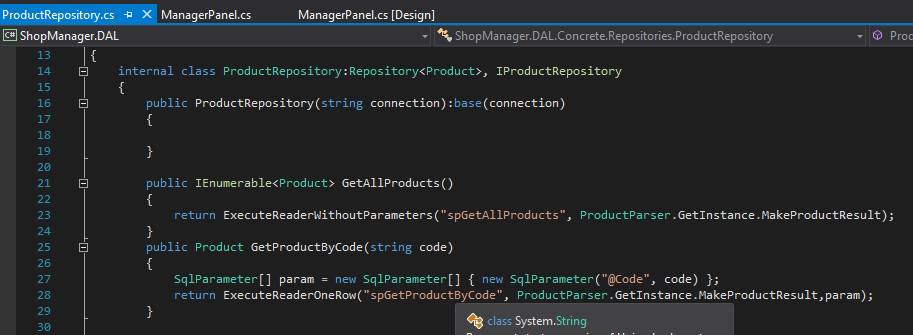 ProductRepository.cs ManagerPanel.cs ManagerPanel.cs [Design]
C# ShopManager.DAL ShopManager.DAL.Concrete.Repositories.ProductRepository Pro
13 {
14 internal class ProductRepository:Repository<Product>, IProductRepository
15 {
16 public ProductRepository(string connection):base(connection)
17 {
18
19 }
20
21 public IEnumerable<Product> GetAllProducts()
22 {
23 return ExecuteReaderWithoutParameters("spGetAllProducts", ProductParser.GetInstance.MakeProductResult);
24 }
25 public Product GetProductByCode(string code)
26 {
27 SqlParameter[] param = new SqlParameter[] { new SqlParameter("@Code", code) };
28 return ExecuteReaderOneRow("spGetProductByCode", ProductParser.GetInstance.MakeProductResult,param);
29 }
class System.String
30